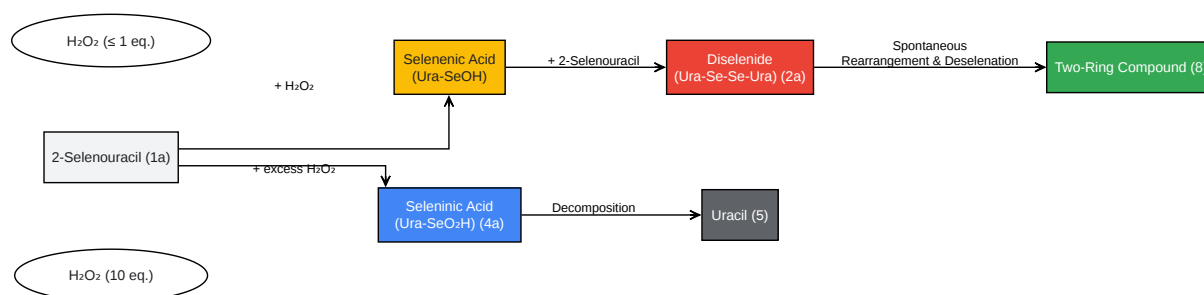 H₂O₂ (≤ 1 eq.)
Selenenic Acid
(Ura-SeOH)
+ 2-Selenouracil
Diselenide
(Ura-Se-Se-Ura) (2a)
Spontaneous
Rearrangement & Deselenation
Two-Ring Compound (8)
+ H₂O₂
2-Selenouracil (1a)
+ excess H₂O₂
Seleninic Acid
(Ura-SeO₂H) (4a)
Decomposition
Uracil (5)
H₂O₂ (10 eq.)